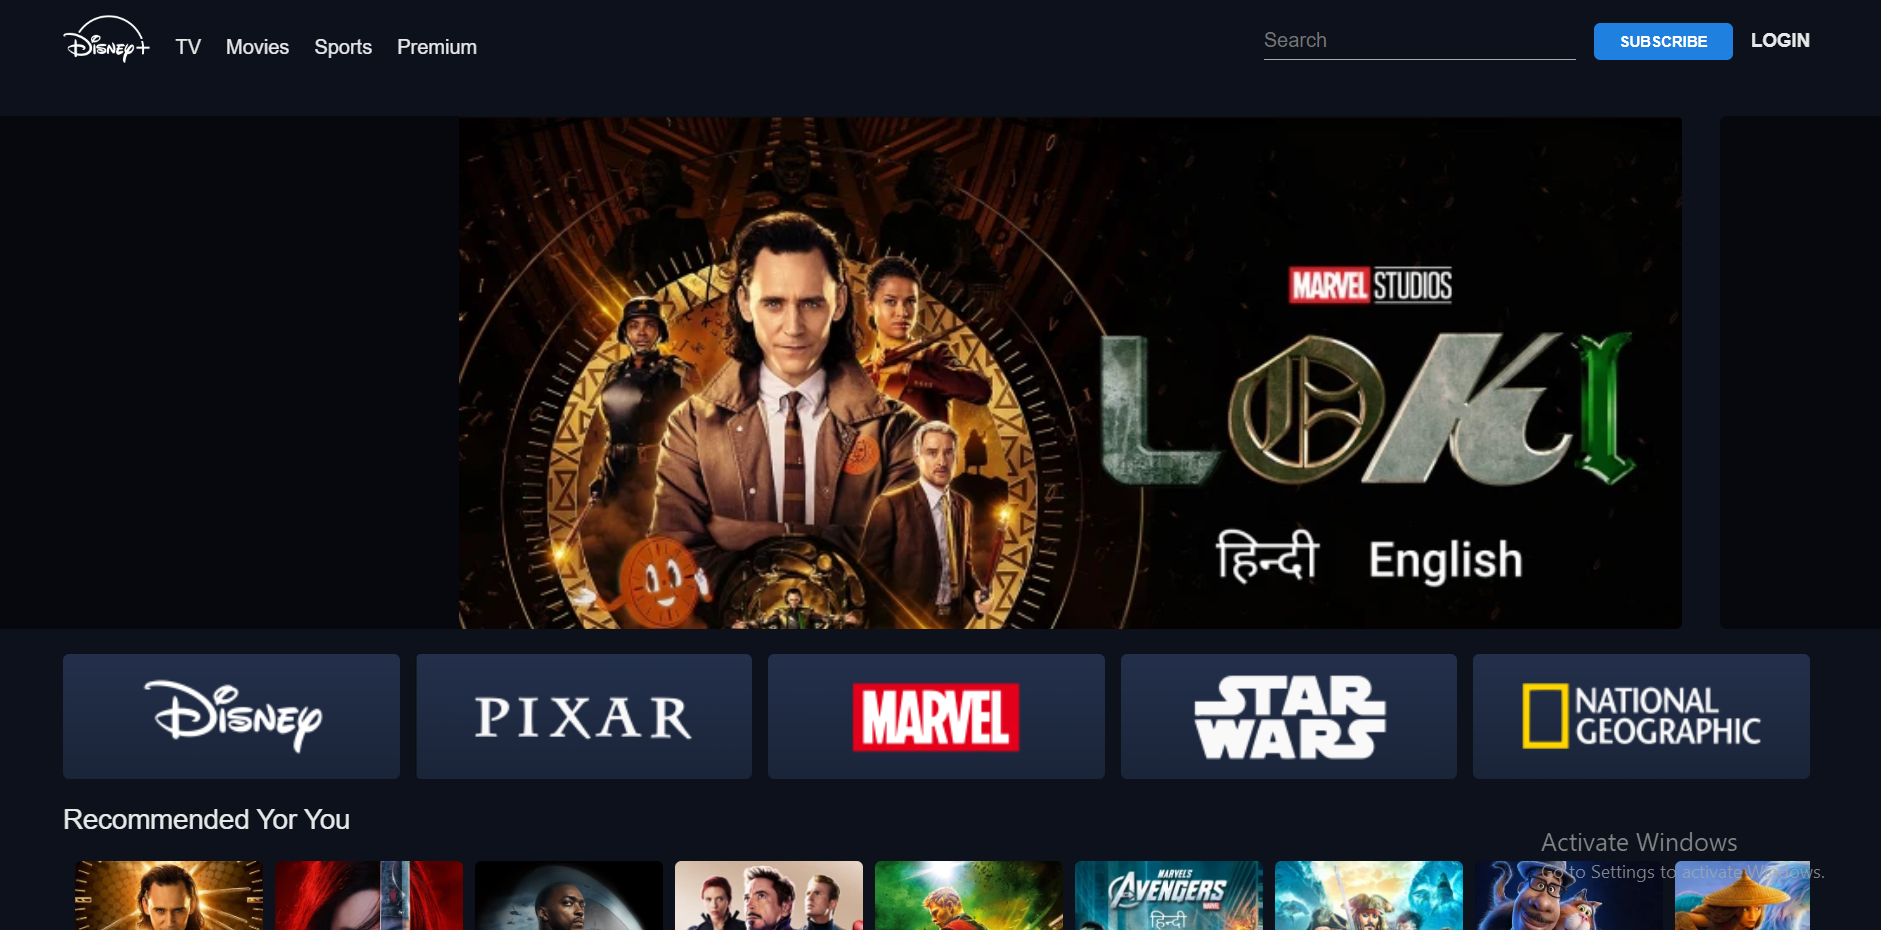 Disney+ TV Movies Sports Premium Search SUBSCRIBE LOGIN
MARVEL STUDIOS
LOKI
हिन्दी English
Disney PIXAR MARVEL STAR WARS NATIONAL GEOGRAPHIC
Recommended Yor You
Activate Windows
Go to Settings to activate Windows.
MARVELS
AVENGERS
MARVEL
हिन्दी